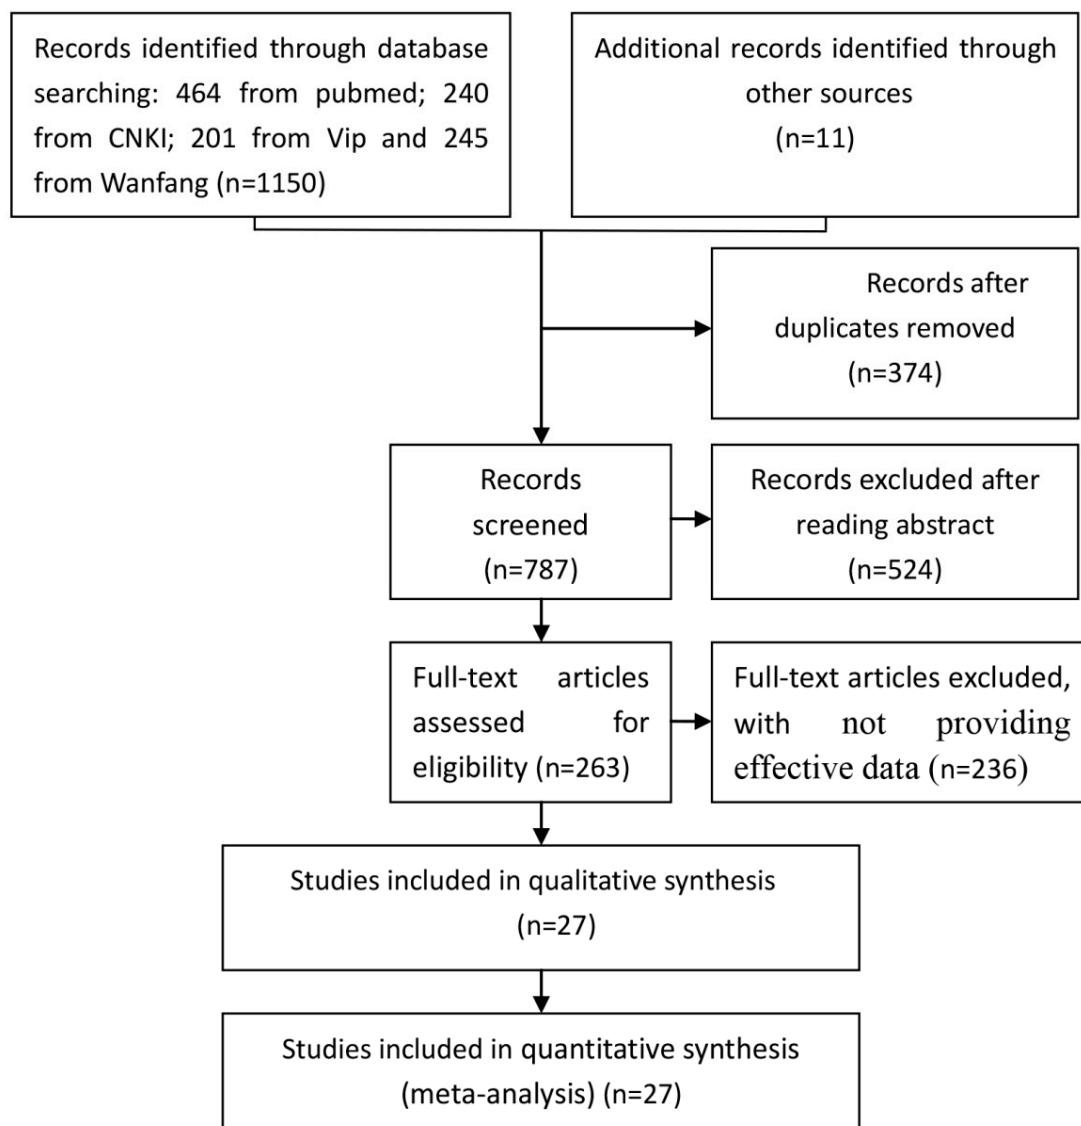 Records identified through database
searching: 464 from pubmed; 240
from CNKI; 201 from Vip and 245
from Wanfang (n=1150)
Additional records identified through
other sources
(n=11)
Records after
duplicates removed
(n=374)
Records
screened
(n=787)
Records excluded after
reading abstract
(n=524)
Full-text articles
assessed for
eligibility (n=263)
Full-text articles excluded,
with not providing
effective data (n=236)
Studies included in qualitative synthesis
(n=27)
Studies included in quantitative synthesis
(meta-analysis) (n=27)